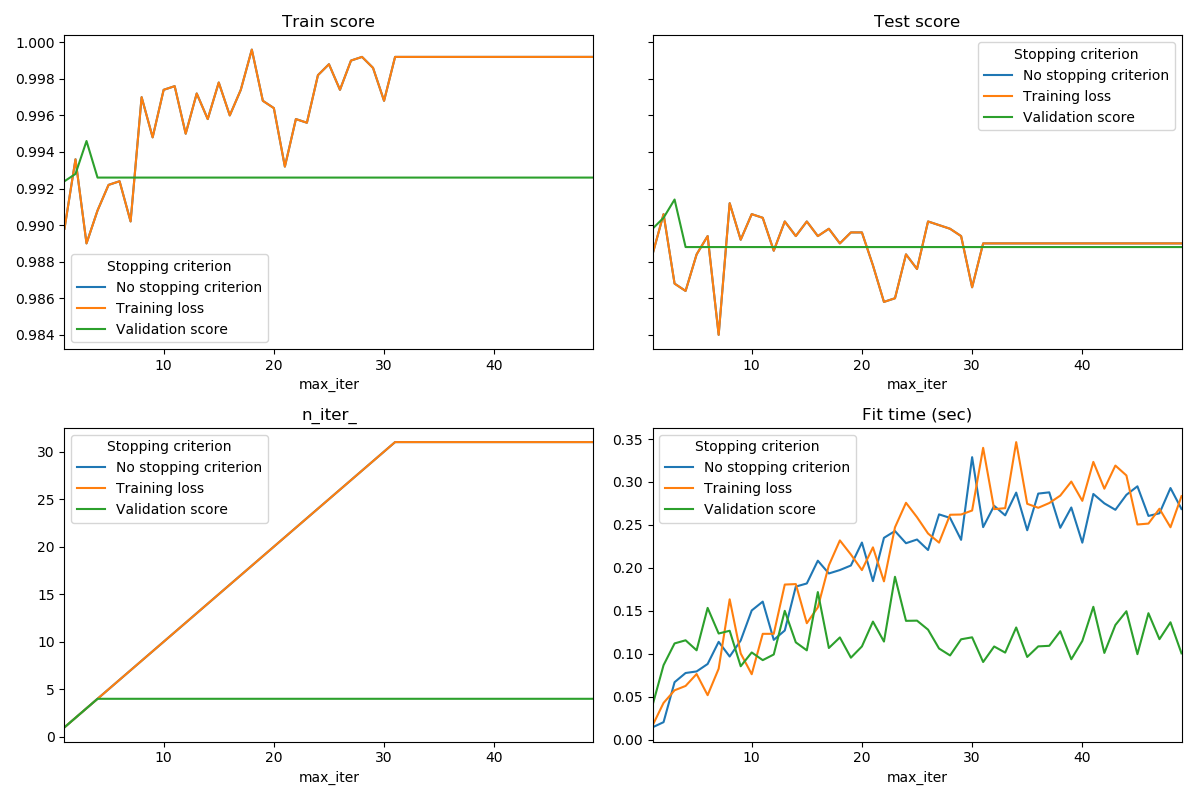 Train score
1.000
0.998
0.996
0.994
0.992
0.990
0.988
0.986
0.984
Stopping criterion
No stopping criterion
Training loss
Validation score
10
20
30
40
max_iter
Test score
Stopping criterion
No stopping criterion
Training loss
Validation score
10
20
30
40
max_iter
n_iter_
30
25
20
15
10
5
0
Stopping criterion
No stopping criterion
Training loss
Validation score
10
20
30
40
max_iter
Fit time (sec)
0.35
0.30
0.25
0.20
0.15
0.10
0.05
0.00
Stopping criterion
No stopping criterion
Training loss
Validation score
10
20
30
40
max_iter